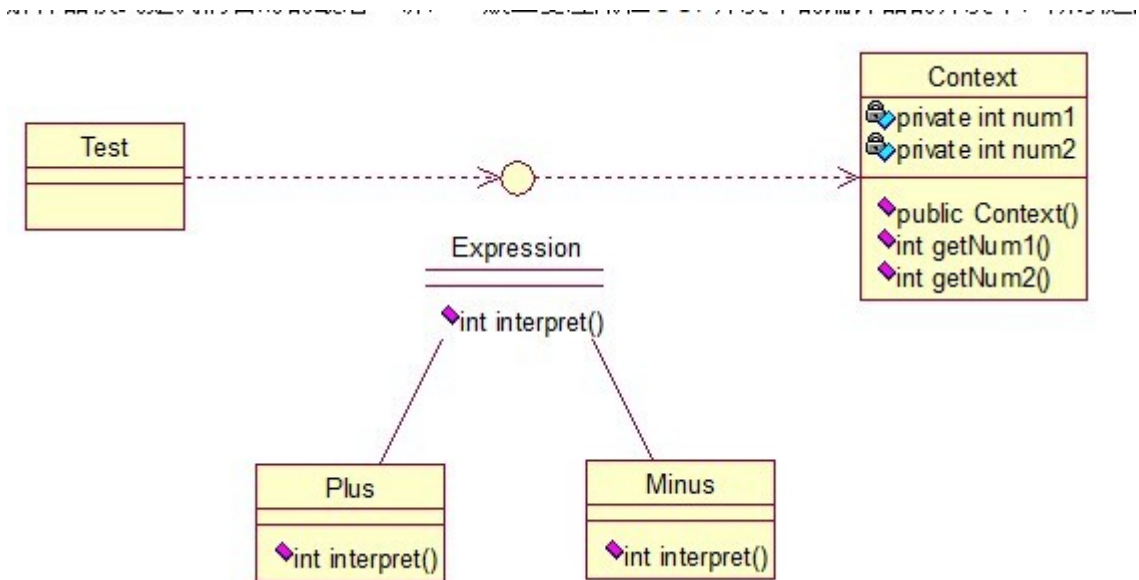 Context
private int num1
private int num2
Test
public Context()
int getNum1()
int getNum2()
Expression
int interpret()
Plus
Minus
int interpret()
int interpret()